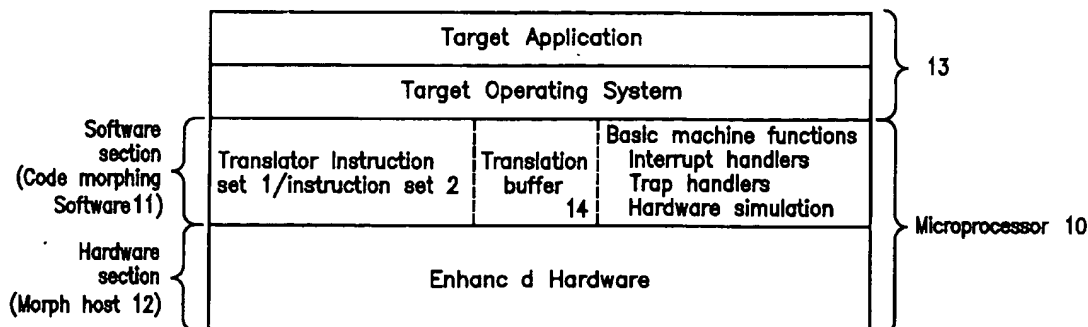 Target Application
13
Target Operating System
Software
section
(Code morphing
Software11)
Translator Instruction
set 1/instruction set 2
Translation
buffer
14
Basic machine functions
Interrupt handlers
Trap handlers
Hardware simulation
Microprocessor 10
Hardware
section
(Morph host 12)
Enhanc d Hardware